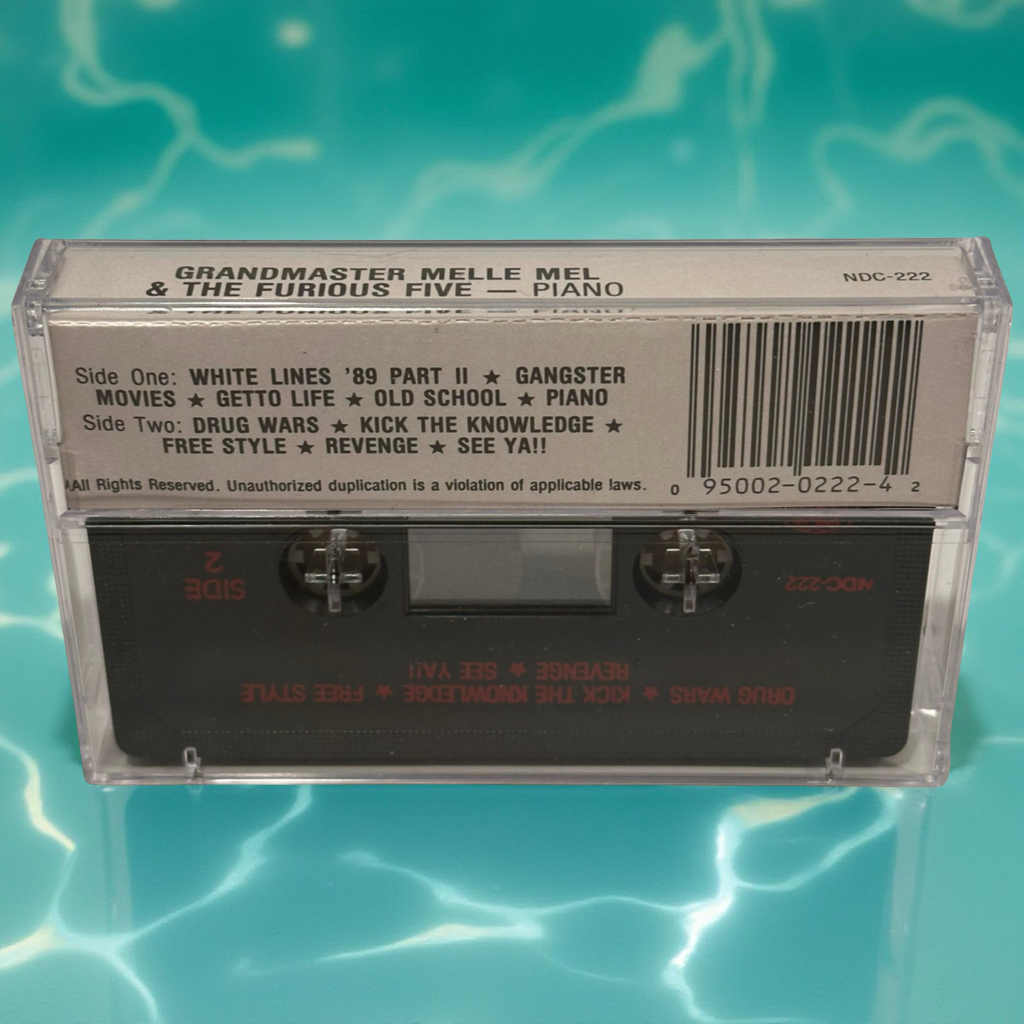 GRANDMASTER MELLE MEL
& THE FURIOUS FIVE — PIANO
NDC-222
Side One: WHITE LINES '89 PART II ★ GANGSTER
MOVIES ★ GETTO LIFE ★ OLD SCHOOL ★ PIANO
Side Two: DRUG WARS ★ KICK THE KNOWLEDGE ★
FREE STYLE ★ REVENGE ★ SEE YA!!
All Rights Reserved. Unauthorized duplication is a violation of applicable laws.
0 95002-0222-4 2
SIDE
2
NDC-222
DRUG WARS ★ KICK THE KNOWLEDGE ★ FREE STYLE
REVENGE ★ SEE YA!!